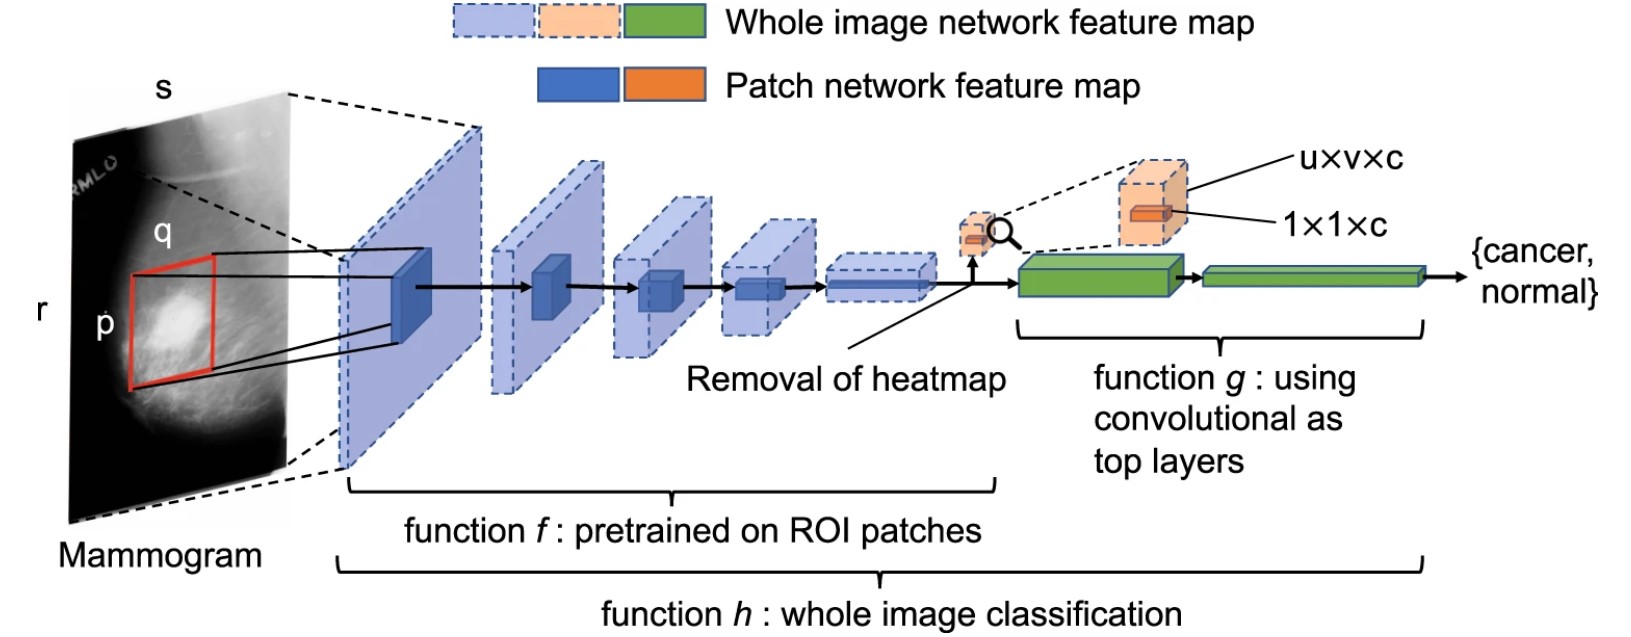 Whole image network feature map
Patch network feature map
s
RMLO
q
r
p
u×v×c
1×1×c
{cancer,
normal}
Removal of heatmap
function g : using
convolutional as
top layers
function f : pretrained on ROI patches
Mammogram
function h : whole image classification